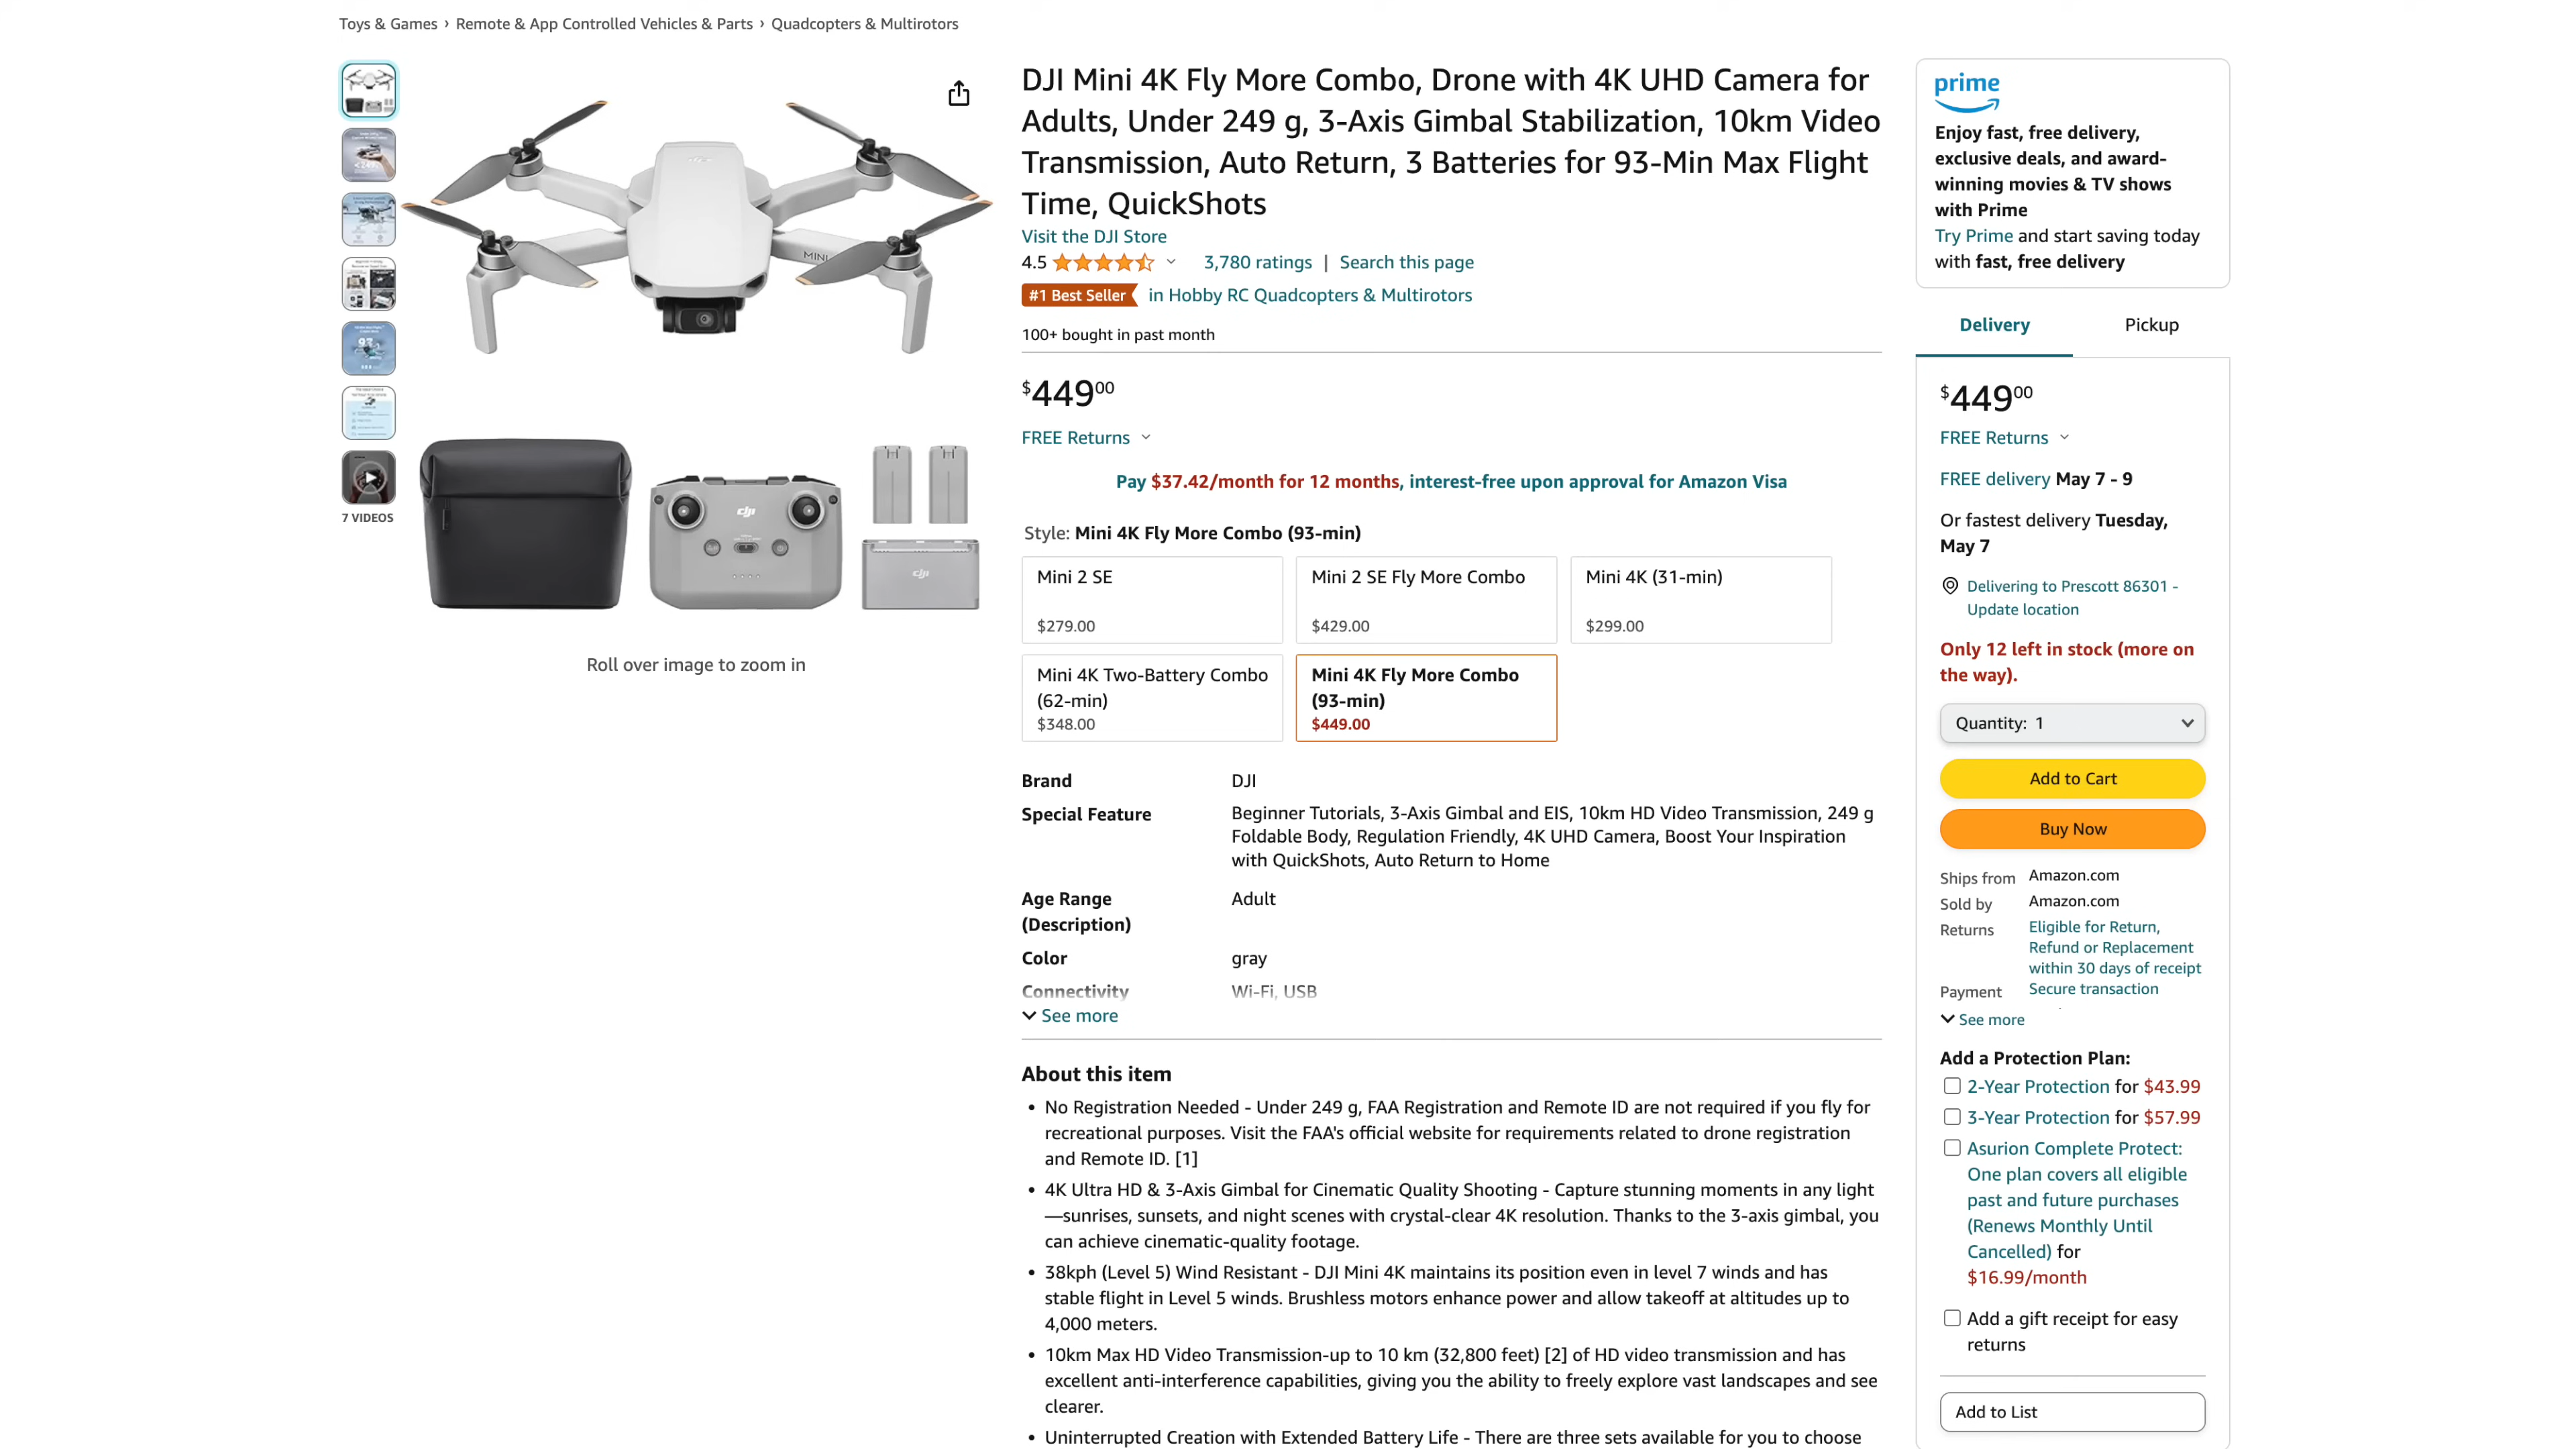 Toys & Games › Remote & App Controlled Vehicles & Parts › Quadcopters & Multirotors
7 VIDEOS
MINI
dji
dji
Roll over image to zoom in
DJI Mini 4K Fly More Combo, Drone with 4K UHD Camera for
Adults, Under 249 g, 3-Axis Gimbal Stabilization, 10km Video
Transmission, Auto Return, 3 Batteries for 93-Min Max Flight
Time, QuickShots
Visit the DJI Store
4.5 3,780 ratings | Search this page
#1 Best Seller in Hobby RC Quadcopters & Multirotors
100+ bought in past month
$44900
FREE Returns
Pay $37.42/month for 12 months, interest-free upon approval for Amazon Visa
Style: Mini 4K Fly More Combo (93-min)
Mini 2 SE
$279.00
Mini 2 SE Fly More Combo
$429.00
Mini 4K (31-min)
$299.00
Mini 4K Two-Battery Combo
(62-min)
$348.00
Mini 4K Fly More Combo
(93-min)
$449.00
Brand DJI
Special Feature Beginner Tutorials, 3-Axis Gimbal and EIS, 10km HD Video Transmission, 249 g
Foldable Body, Regulation Friendly, 4K UHD Camera, Boost Your Inspiration
with QuickShots, Auto Return to Home
Age Range Adult
(Description)
Color gray
Connectivity Wi-Fi, USB
See more
About this item
• No Registration Needed - Under 249 g, FAA Registration and Remote ID are not required if you fly for
recreational purposes. Visit the FAA's official website for requirements related to drone registration
and Remote ID. [1]
• 4K Ultra HD & 3-Axis Gimbal for Cinematic Quality Shooting - Capture stunning moments in any light
—sunrises, sunsets, and night scenes with crystal-clear 4K resolution. Thanks to the 3-axis gimbal, you
can achieve cinematic-quality footage.
• 38kph (Level 5) Wind Resistant - DJI Mini 4K maintains its position even in level 7 winds and has
stable flight in Level 5 winds. Brushless motors enhance power and allow takeoff at altitudes up to
4,000 meters.
• 10km Max HD Video Transmission-up to 10 km (32,800 feet) [2] of HD video transmission and has
excellent anti-interference capabilities, giving you the ability to freely explore vast landscapes and see
clearer.
• Uninterrupted Creation with Extended Battery Life - There are three sets available for you to choose
prime
Enjoy fast, free delivery,
exclusive deals, and award-
winning movies & TV shows
with Prime
Try Prime and start saving today
with fast, free delivery
Delivery Pickup
$44900
FREE Returns
FREE delivery May 7 - 9
Or fastest delivery Tuesday,
May 7
Delivering to Prescott 86301 -
Update location
Only 12 left in stock (more on
the way).
Quantity: 1
Add to Cart
Buy Now
Ships from Amazon.com
Sold by Amazon.com
Returns Eligible for Return,
Refund or Replacement
within 30 days of receipt
Payment Secure transaction
See more
Add a Protection Plan:
2-Year Protection for $43.99
3-Year Protection for $57.99
Asurion Complete Protect:
One plan covers all eligible
past and future purchases
(Renews Monthly Until
Cancelled) for
$16.99/month
Add a gift receipt for easy
returns
Add to List